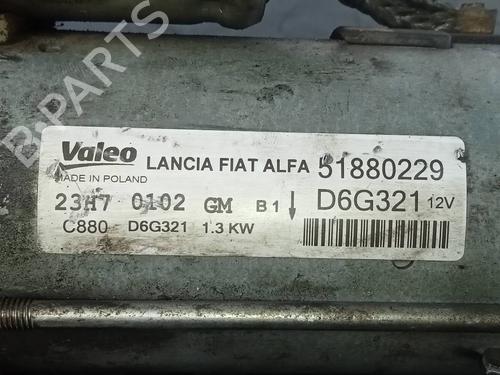 Valeo LANCIA FIAT ALFA 51880229
MADE IN POLAND
23H7 0102 GM B1 D6G321 12V
C880 D6G321 1.3 KW
B-PARTS